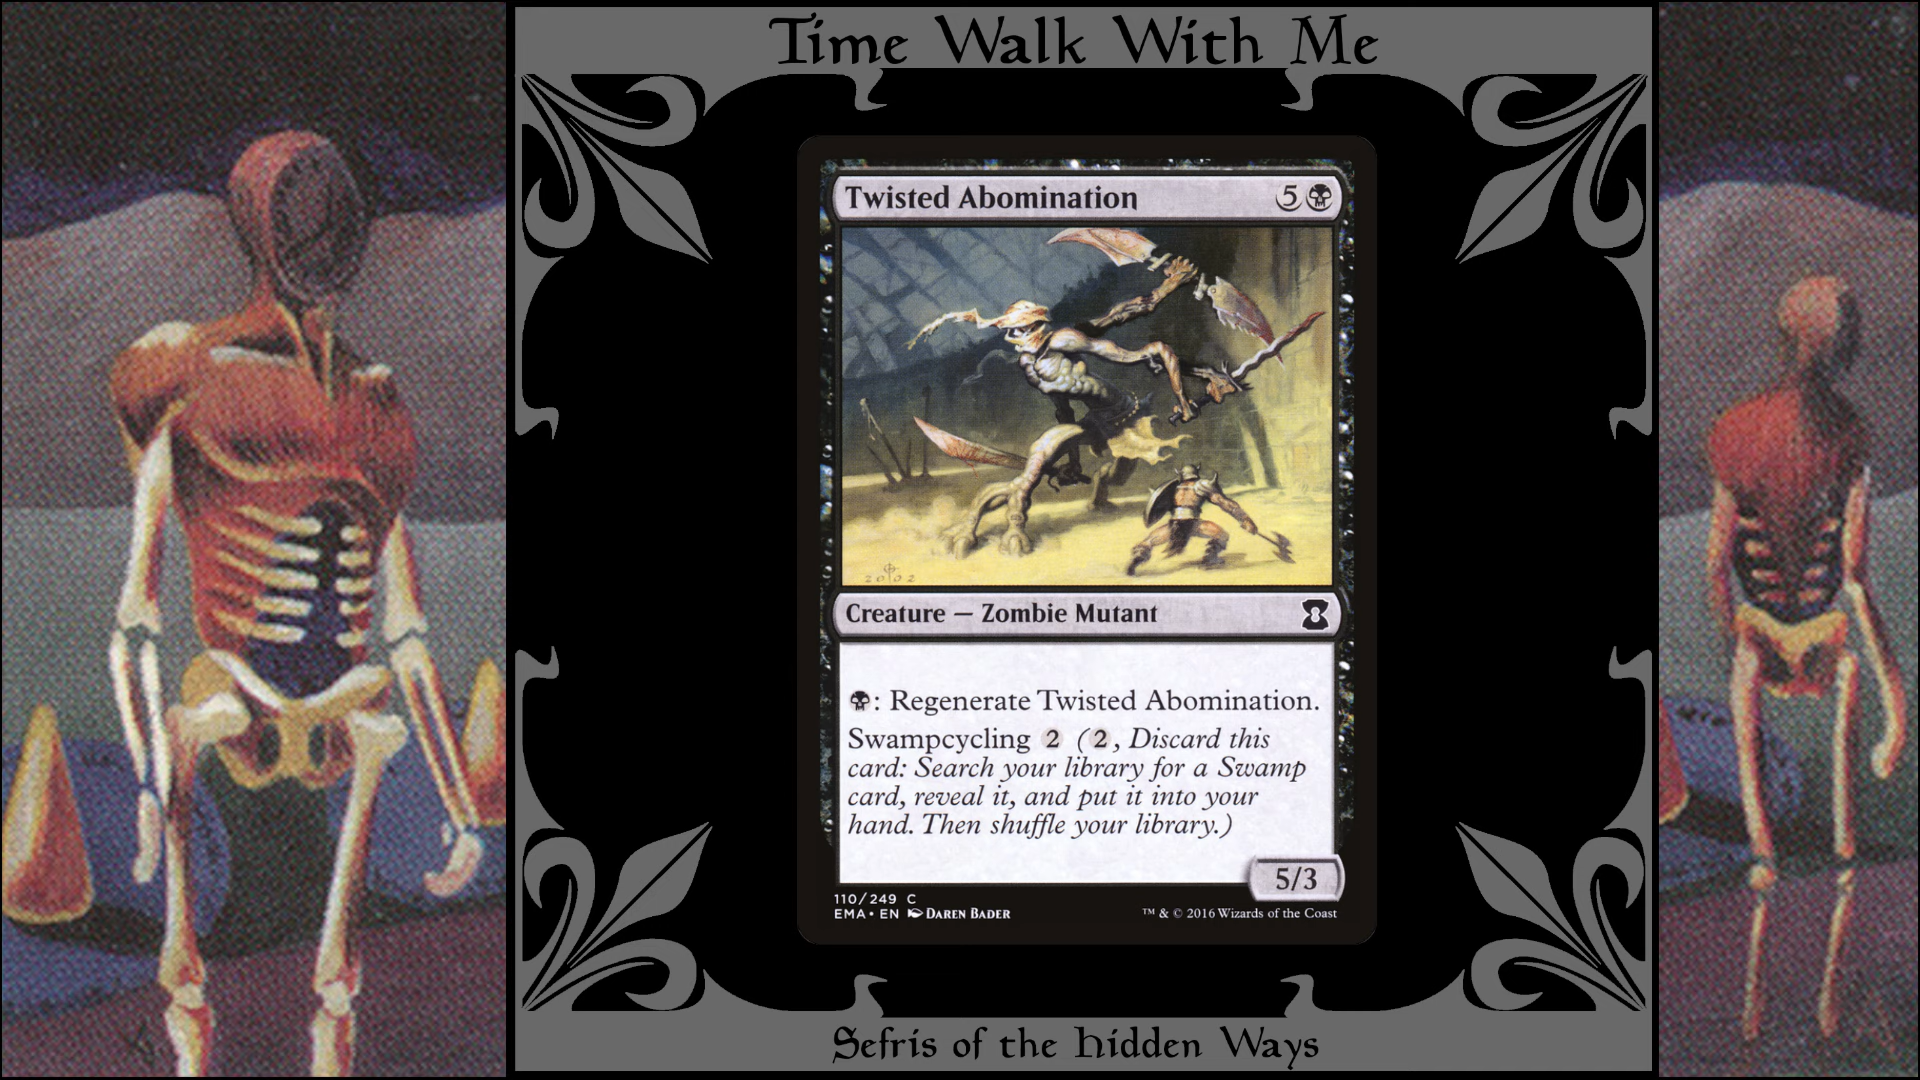 Time Walk With Me
Twisted Abomination 5
2002
Creature — Zombie Mutant
8
: Regenerate Twisted Abomination.
Swampcycling 2 (2, Discard this
card: Search your library for a Swamp
card, reveal it, and put it into your
hand. Then shuffle your library.)
5/3
110/249 C
EMA • EN DAREN BADER
™ & © 2016 Wizards of the Coast
Sefris of the Hidden Ways